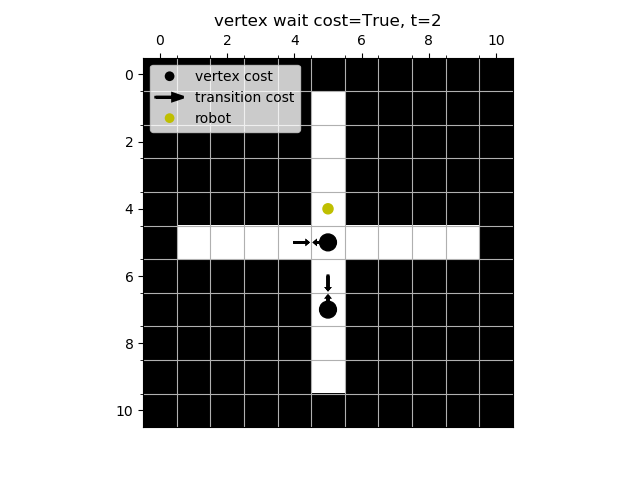 vertex wait cost=True, t=2
0 2 4 6 8 10
vertex cost
transition cost
robot
0
2
4
6
8
10